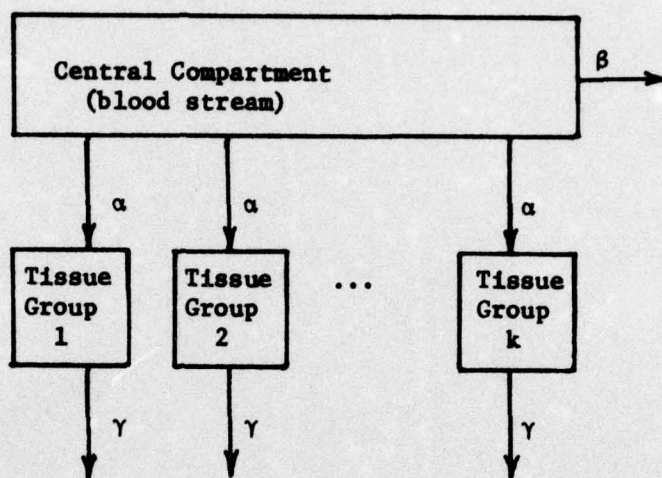 Central Compartment
(blood stream)
β
α
α
α
Tissue
Group
1
Tissue
Group
2
...
Tissue
Group
k
γ
γ
γ